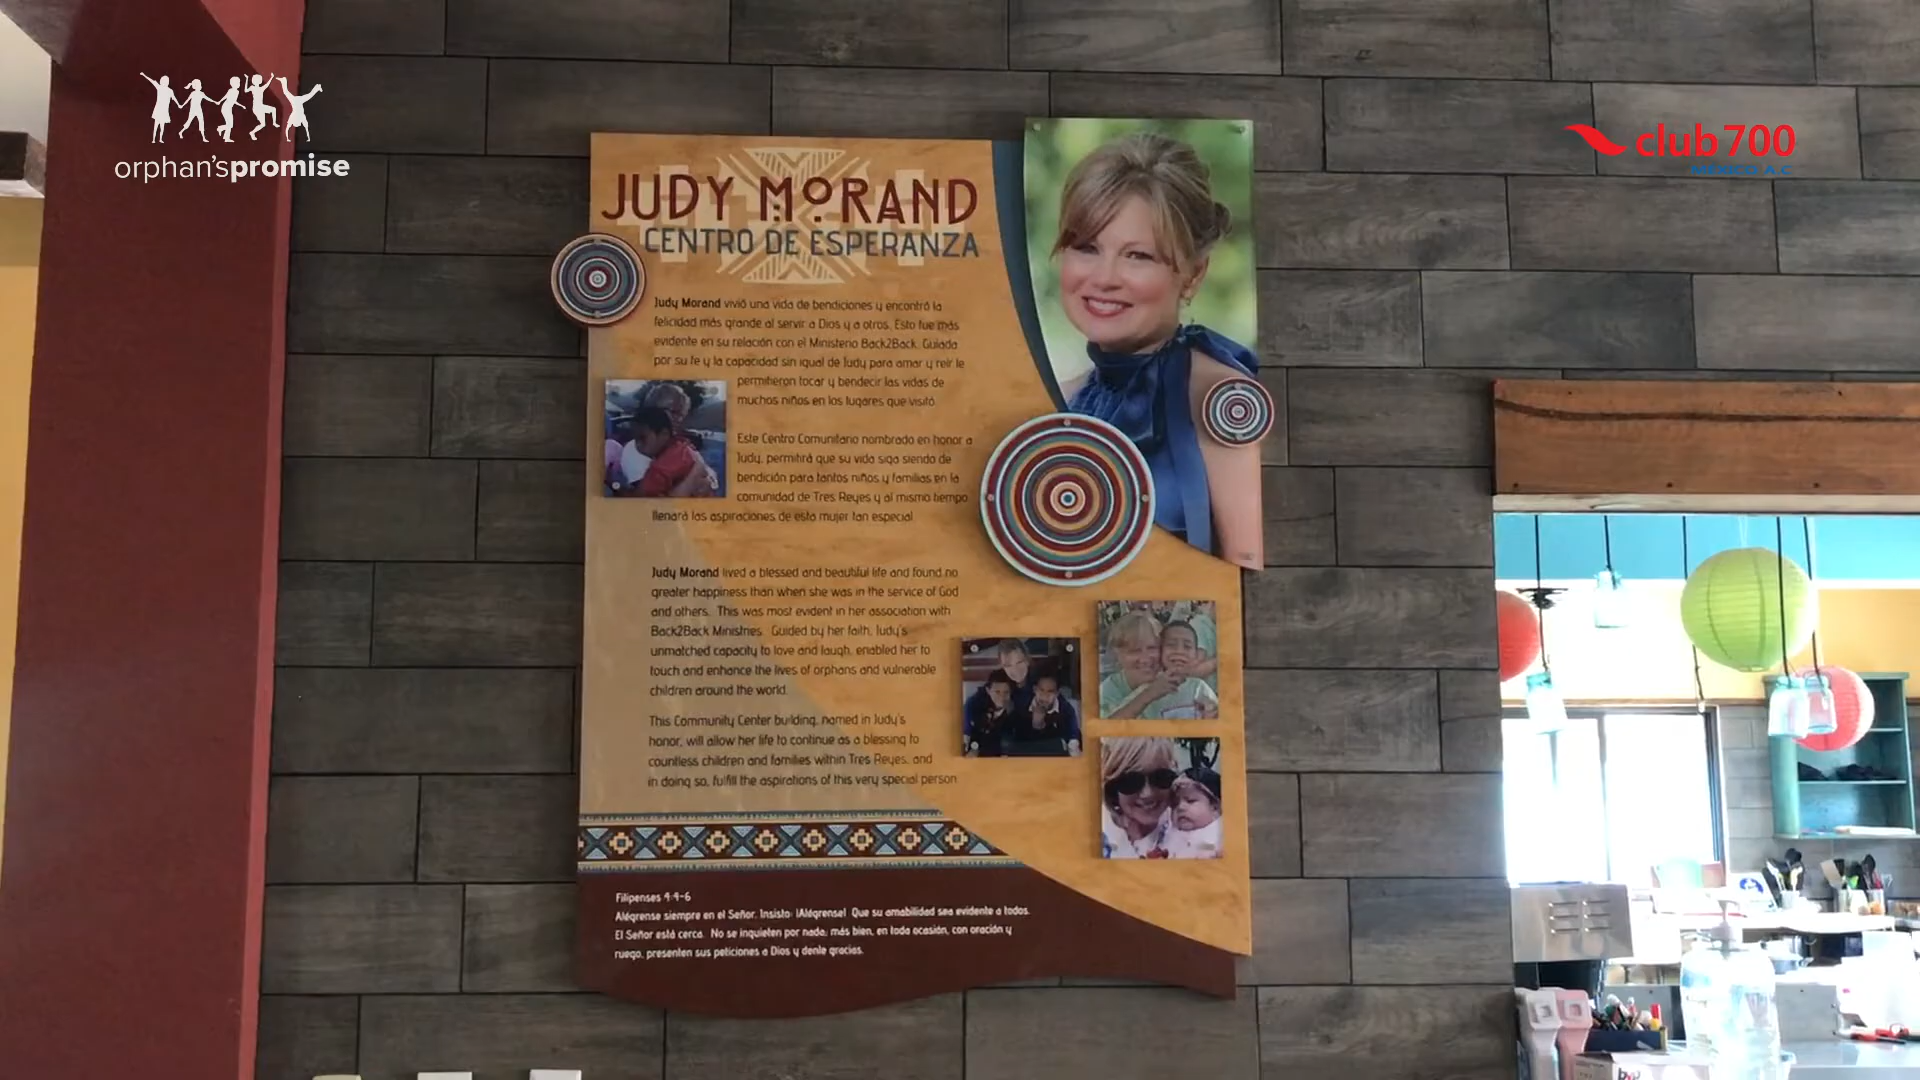 orphan'spromise
club700
MEXICO A.C
JUDY MORAND
CENTRO DE ESPERANZA
Judy Morand vivió una vida de bendiciones y encontró la
felicidad más grande al servir a Dios y a otros. Esto fue más
evidente en su relación con el Ministerio Back2Back. Guiada
por su fe y la capacidad sin igual de Judy para amar y reír le
permitieron tocar y bendecir las vidas de
muchos niños en los lugares que visitó.
Este Centro Comunitario nombrado en honor a
Judy, permitirá que su vida siga siendo de
bendición para tantos niños y familias en la
comunidad de Tres Reyes y al mismo tiempo
llenará las aspiraciones de esta mujer tan especial.
Judy Morand lived a blessed and beautiful life and found no
greater happiness than when she was in the service of God
and others. This was most evident in her association with
Back2Back Ministries. Guided by her faith, Judy's
unmatched capacity to love and laugh, enabled her to
touch and enhance the lives of orphans and vulnerable
children around the world.
This Community Center building, named in Judy's
honor, will allow her life to continue as a blessing to
countless children and families within Tres Reyes, and
in doing so, fulfill the aspirations of this very special person.
Filipenses 4:4-6
Alégrense siempre en el Señor. Insisto: ¡Alégrense! Que su amabilidad sea evidente a todos.
El Señor está cerca. No se inquieten por nada; más bien, en toda ocasión, con oración y
ruego, presenten sus peticiones a Dios y denle gracias.